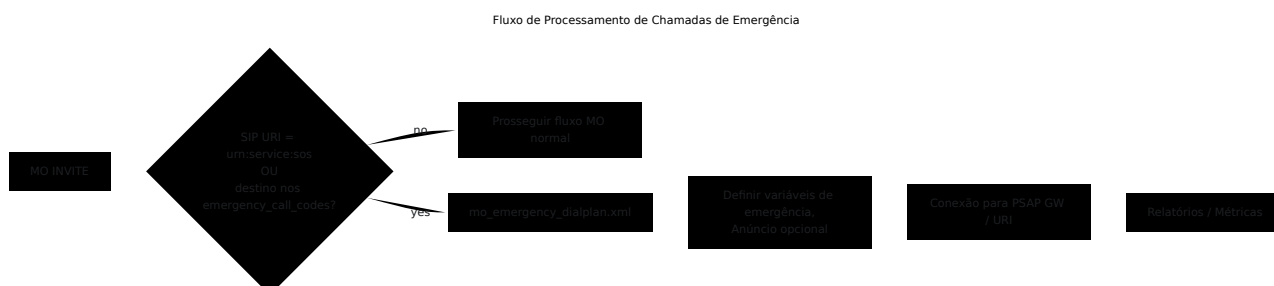 Fluxo de Processamento de Chamadas de Emergência
MO INVITE
SIP URI =
urn:service:sos
OU
destino nos
emergency_call_codes?
no
Prosseguir fluxo MO
normal
yes
mo_emergency_dialplan.xml
Definir variáveis de
emergência,
Anúncio opcional
Conexão para PSAP GW
/ URI
Relatórios / Métricas